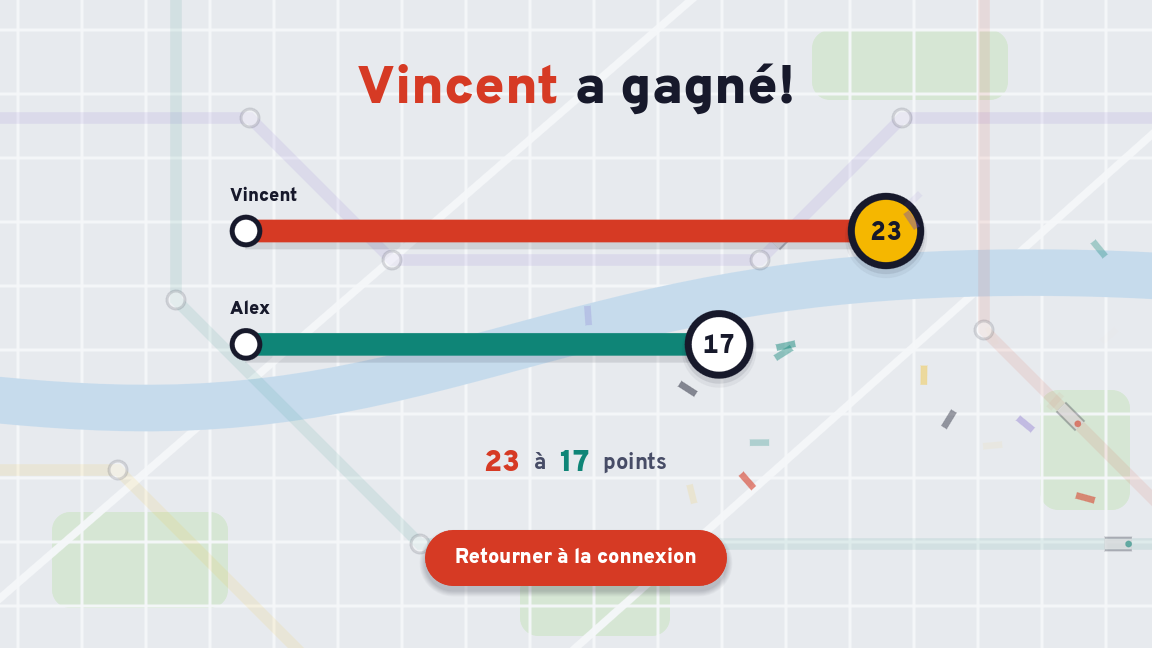 Vincent a gagné!
Vincent
23
Alex
17
23 à 17 points
Retourner à la connexion